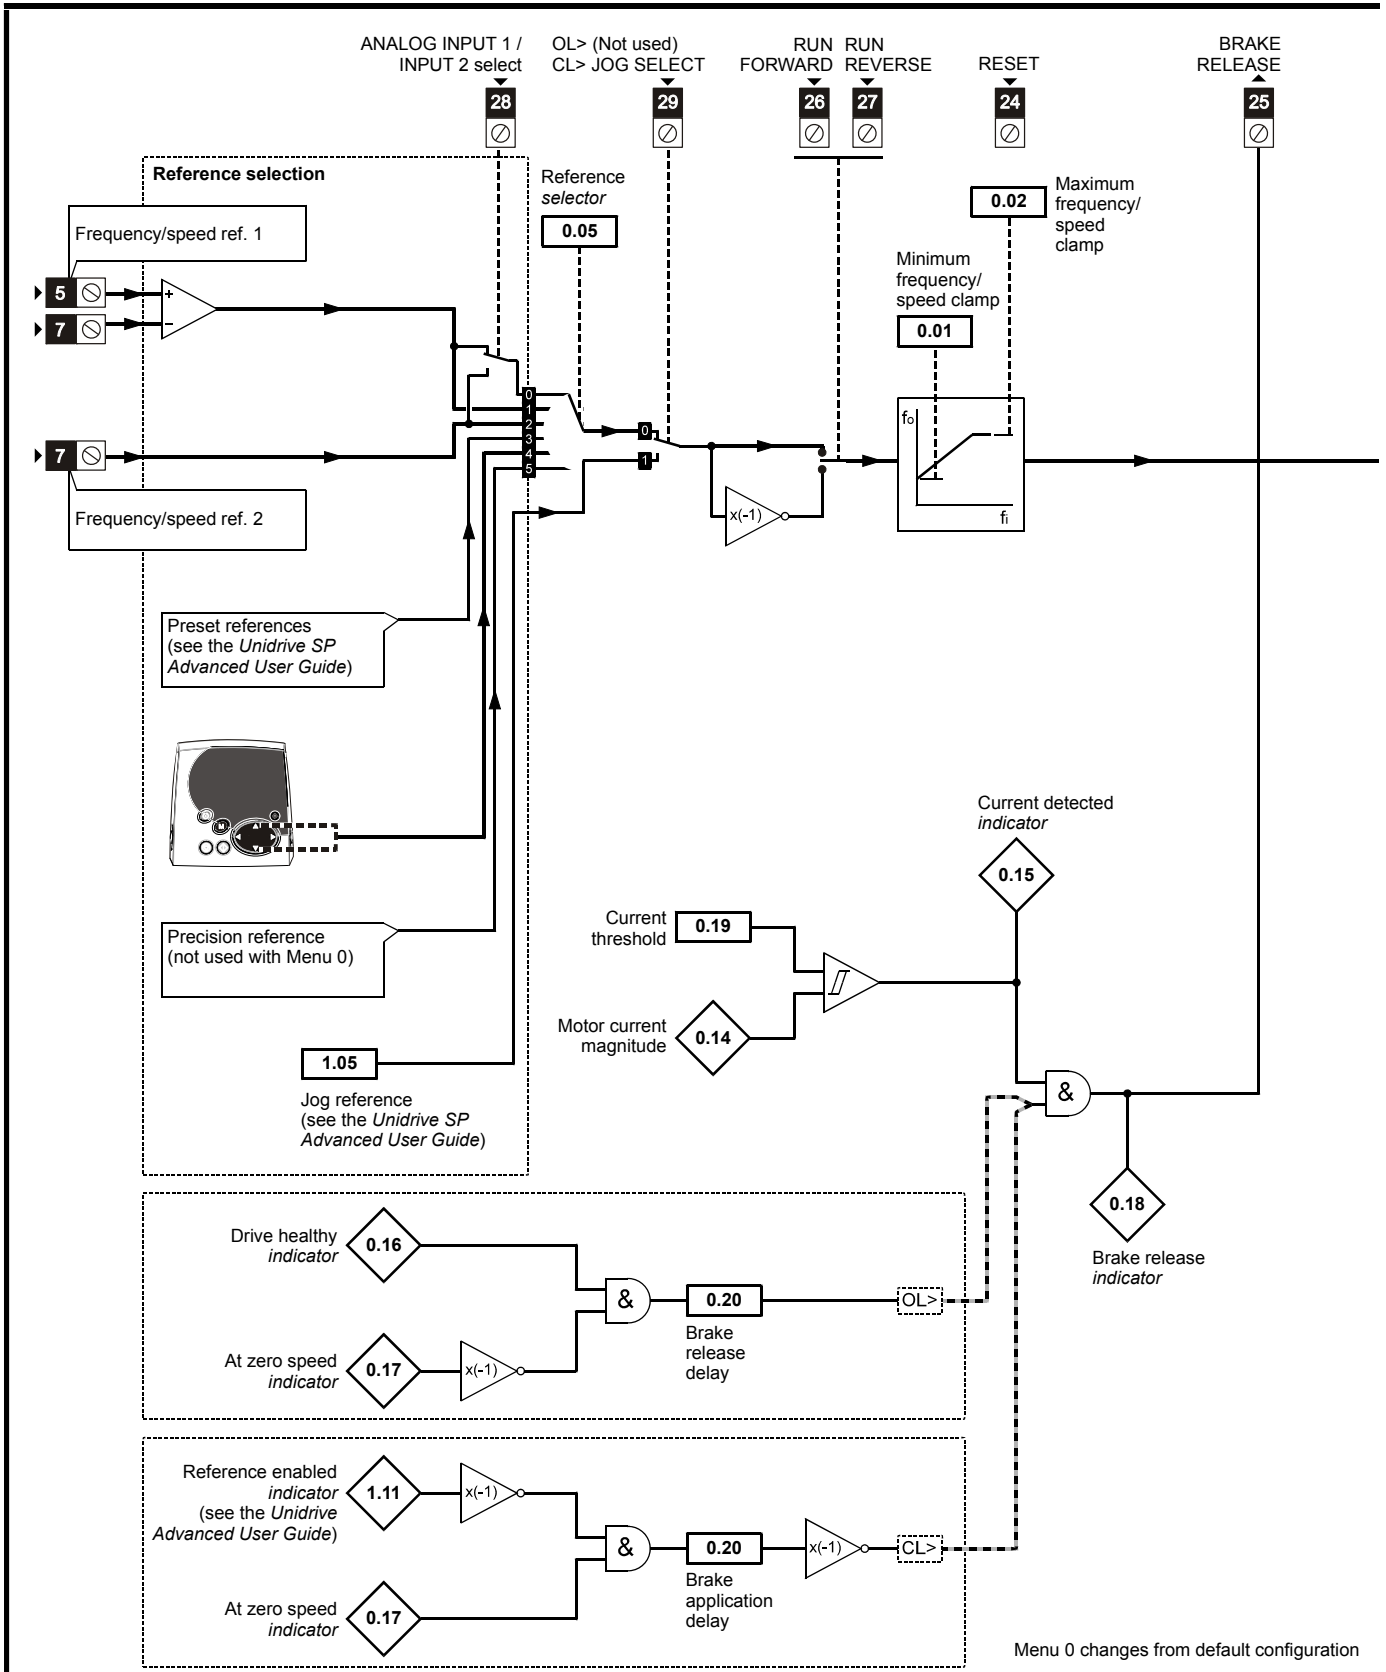 ANALOG INPUT 1 /
INPUT 2 select
28
OL> (Not used)
CL> JOG SELECT
29
RUN
FORWARD
26
RUN
REVERSE
27
RESET
24
BRAKE
RELEASE
25
Reference selection
Reference
selector
0.05
Maximum
frequency/
speed
clamp
0.02
Minimum
frequency/
speed clamp
0.01
Frequency/speed ref. 1
5
+
7
−
7
Frequency/speed ref. 2
0
1
2
3
4
5
0
1
x(-1)
fo
fi
Preset references
(see the Unidrive SP
Advanced User Guide)
M
Precision reference
(not used with Menu 0)
1.05
Jog reference
(see the Unidrive SP
Advanced User Guide)
Current detected
indicator
0.15
Current
threshold
0.19
Motor current
magnitude
0.14
&
0.18
Brake release
indicator
Drive healthy
indicator
0.16
At zero speed
indicator
0.17
x(-1)
&
0.20
Brake
release
delay
OL>
Reference enabled
indicator
(see the Unidrive
Advanced User Guide)
1.11
x(-1)
At zero speed
indicator
0.17
&
0.20
Brake
application
delay
x(-1)
CL>
Menu 0 changes from default configuration